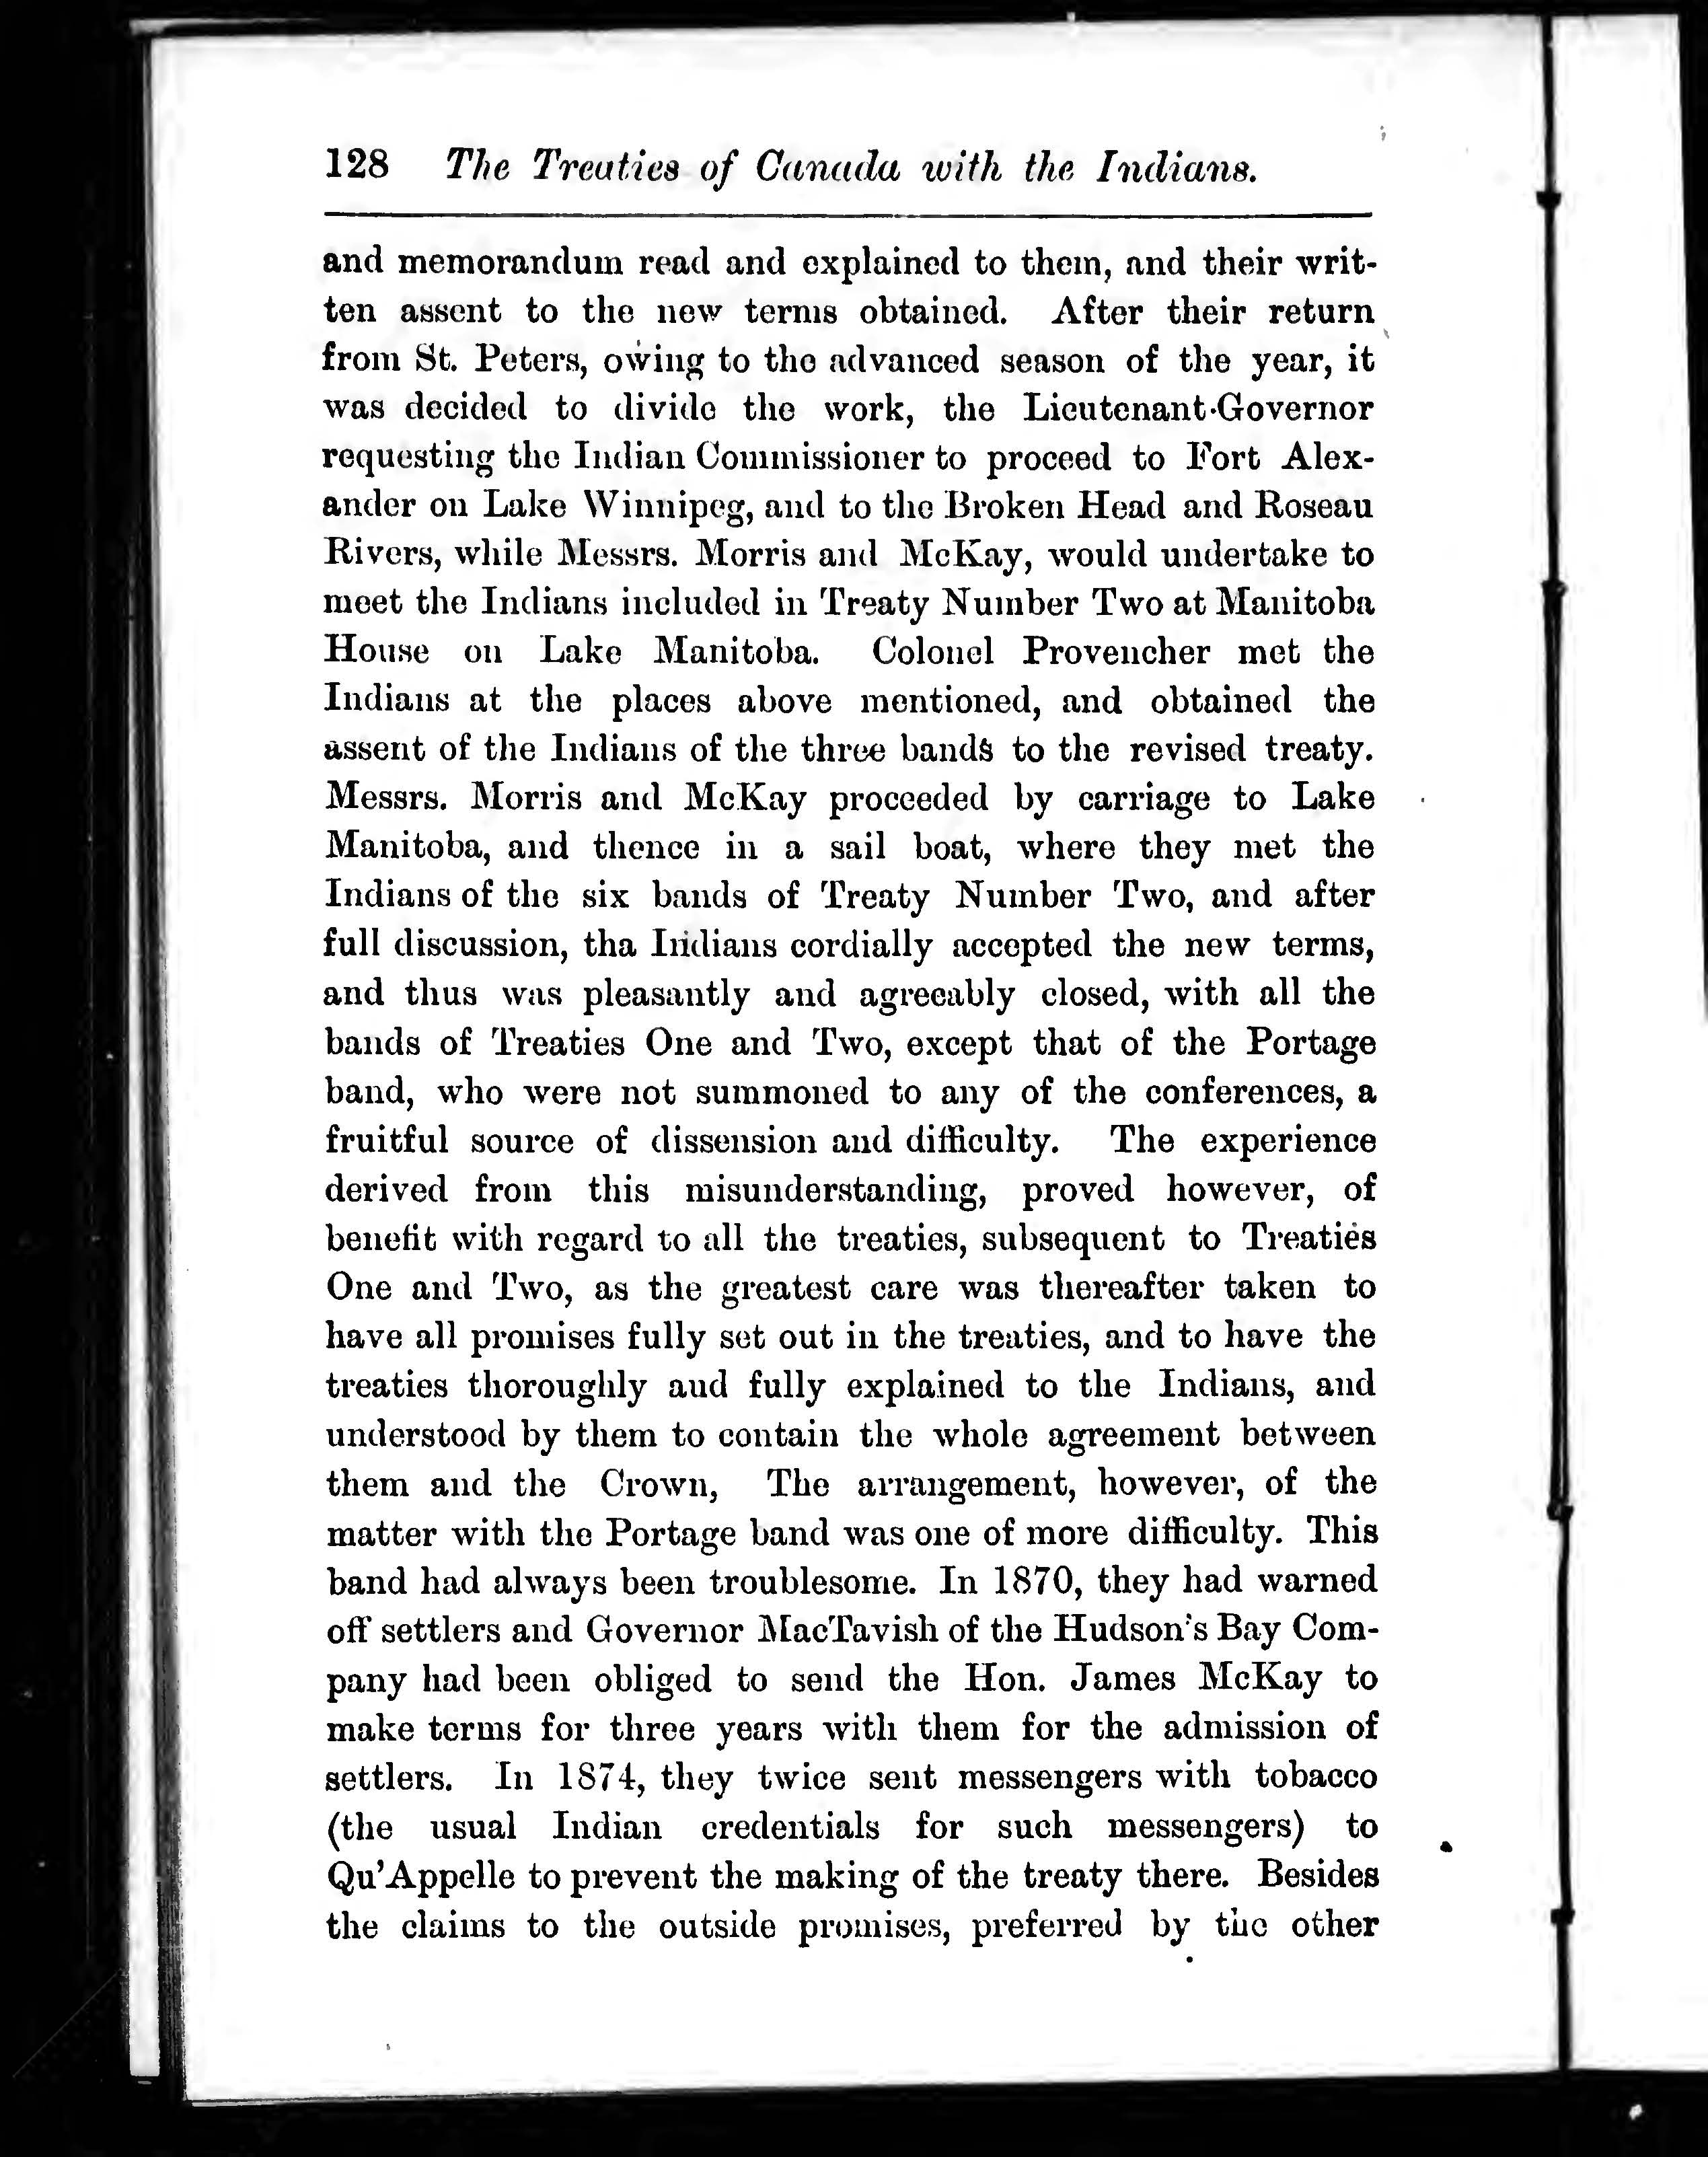 128 The Treaties of Canada with the Indians.
and memorandum read and explained to them, and their writ-
ten assent to the new terms obtained. After their return
from St. Peters, owing to the advanced season of the year, it
was decided to divide the work, the Lieutenant-Governor
requesting the Indian Commissioner to proceed to Fort Alex-
ander on Lake Winnipeg, and to the Broken Head and Roseau
Rivers, while Messrs. Morris and McKay, would undertake to
meet the Indians included in Treaty Number Two at Manitoba
House on Lake Manitoba. Colonel Provencher met the
Indians at the places above mentioned, and obtained the
assent of the Indians of the three bands to the revised treaty.
Messrs. Morris and McKay proceeded by carriage to Lake
Manitoba, and thence in a sail boat, where they met the
Indians of the six bands of Treaty Number Two, and after
full discussion, tha Indians cordially accepted the new terms,
and thus was pleasantly and agreeably closed, with all the
bands of Treaties One and Two, except that of the Portage
band, who were not summoned to any of the conferences, a
fruitful source of dissension and difficulty. The experience
derived from this misunderstanding, proved however, of
benefit with regard to all the treaties, subsequent to Treaties
One and Two, as the greatest care was thereafter taken to
have all promises fully set out in the treaties, and to have the
treaties thoroughly and fully explained to the Indians, and
understood by them to contain the whole agreement between
them and the Crown, The arrangement, however, of the
matter with the Portage band was one of more difficulty. This
band had always been troublesome. In 1870, they had warned
off settlers and Governor MacTavish of the Hudson's Bay Com-
pany had been obliged to send the Hon. James McKay to
make terms for three years with them for the admission of
settlers. In 1874, they twice sent messengers with tobacco
(the usual Indian credentials for such messengers) to
Qu'Appelle to prevent the making of the treaty there. Besides
the claims to the outside promises, preferred by the other